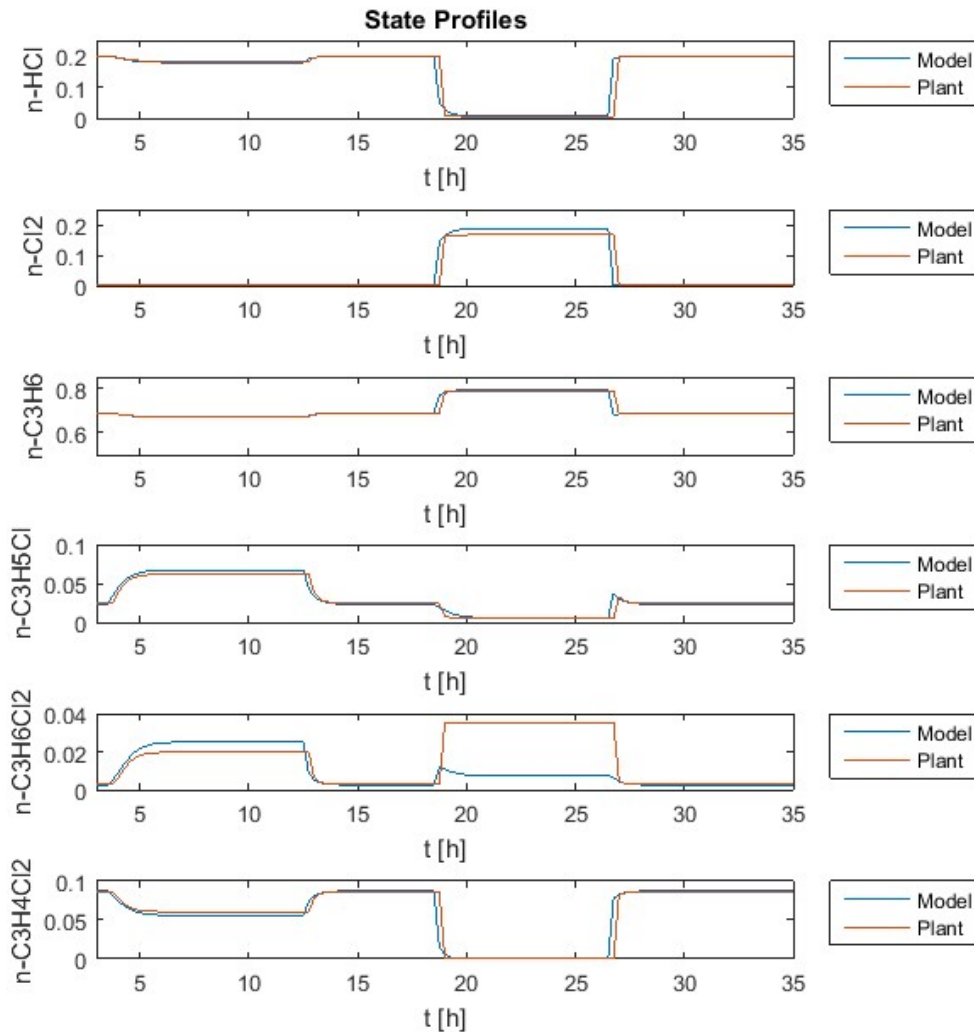 State Profiles
n-HCl
0.2
0.1
0
5 10 15 20 25 30 35
t [h]
Model
Plant
n-Cl2
0.2
0.1
0
5 10 15 20 25 30 35
t [h]
Model
Plant
n-C3H6
0.8
0.6
5 10 15 20 25 30 35
t [h]
Model
Plant
n-C3H5Cl
0.1
0.05
0
5 10 15 20 25 30 35
t [h]
Model
Plant
n-C3H6Cl2
0.04
0.02
0
5 10 15 20 25 30 35
t [h]
Model
Plant
n-C3H4Cl2
0.1
0.05
0
5 10 15 20 25 30 35
t [h]
Model
Plant